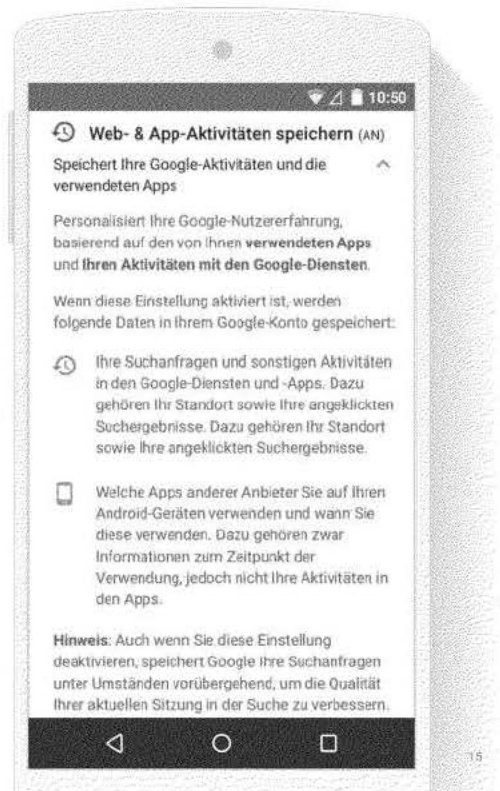 10:50
Web- & App-Aktivitäten speichern (AN)
Speichert Ihre Google-Aktivitäten und die
verwendeten Apps
Personalisiert Ihre Google-Nutzererfahrung,
basierend auf den von Ihnen verwendeten Apps
und Ihren Aktivitäten mit den Google-Diensten.
Wenn diese Einstellung aktiviert ist, werden
folgende Daten in Ihrem Google-Konto gespeichert:
Ihre Suchanfragen und sonstigen Aktivitäten
in den Google-Diensten und -Apps. Dazu
gehören Ihr Standort sowie Ihre angeklickten
Suchergebnisse. Dazu gehören Ihr Standort
sowie Ihre angeklickten Suchergebnisse.
Welche Apps anderer Anbieter Sie auf Ihren
Android-Geräten verwenden und wann Sie
diese verwenden. Dazu gehören zwar
Informationen zum Zeitpunkt der
Verwendung, jedoch nicht Ihre Aktivitäten in
den Apps.
Hinweis: Auch wenn Sie diese Einstellung
deaktivieren, speichert Google Ihre Suchanfragen
unter Umständen vorübergehend, um die Qualität
Ihrer aktuellen Sitzung in der Suche zu verbessern.
15